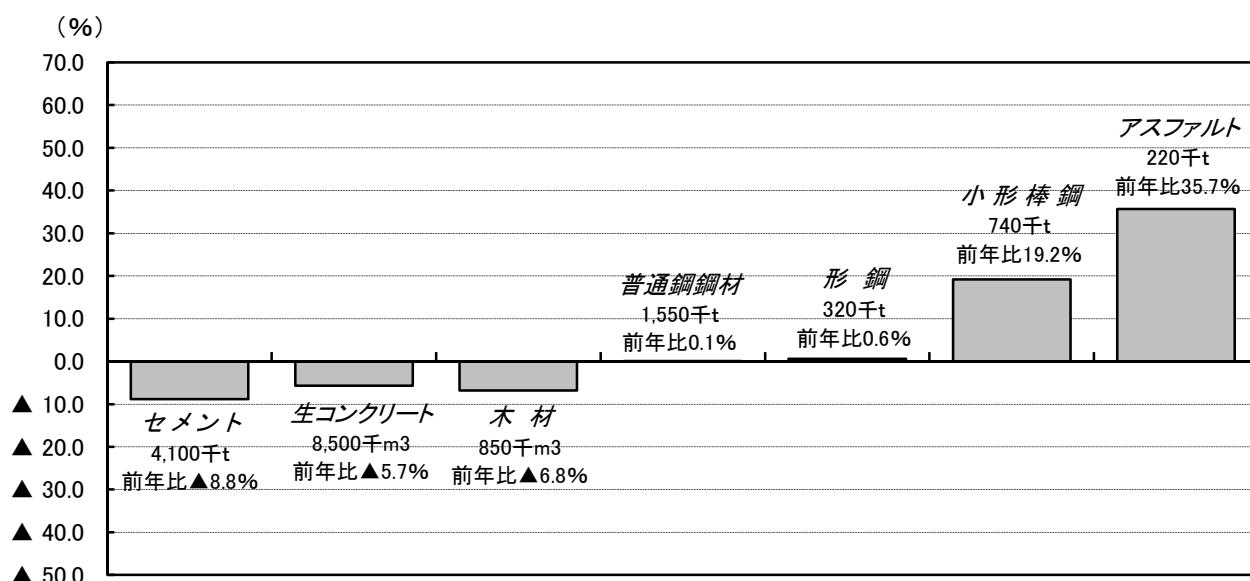 (%)
70.0
60.0
50.0
40.0
30.0
20.0
10.0
0.0
▲ 10.0
▲ 20.0
▲ 30.0
▲ 40.0
▲ 50.0
セメント
4,100千t
前年比▲8.8%
生コンクリート
8,500千m3
前年比▲5.7%
木 材
850千m3
前年比▲6.8%
普通鋼鋼材
1,550千t
前年比0.1%
形 鋼
320千t
前年比0.6%
小 形 棒 鋼
740千t
前年比19.2%
アスファルト
220千t
前年比35.7%